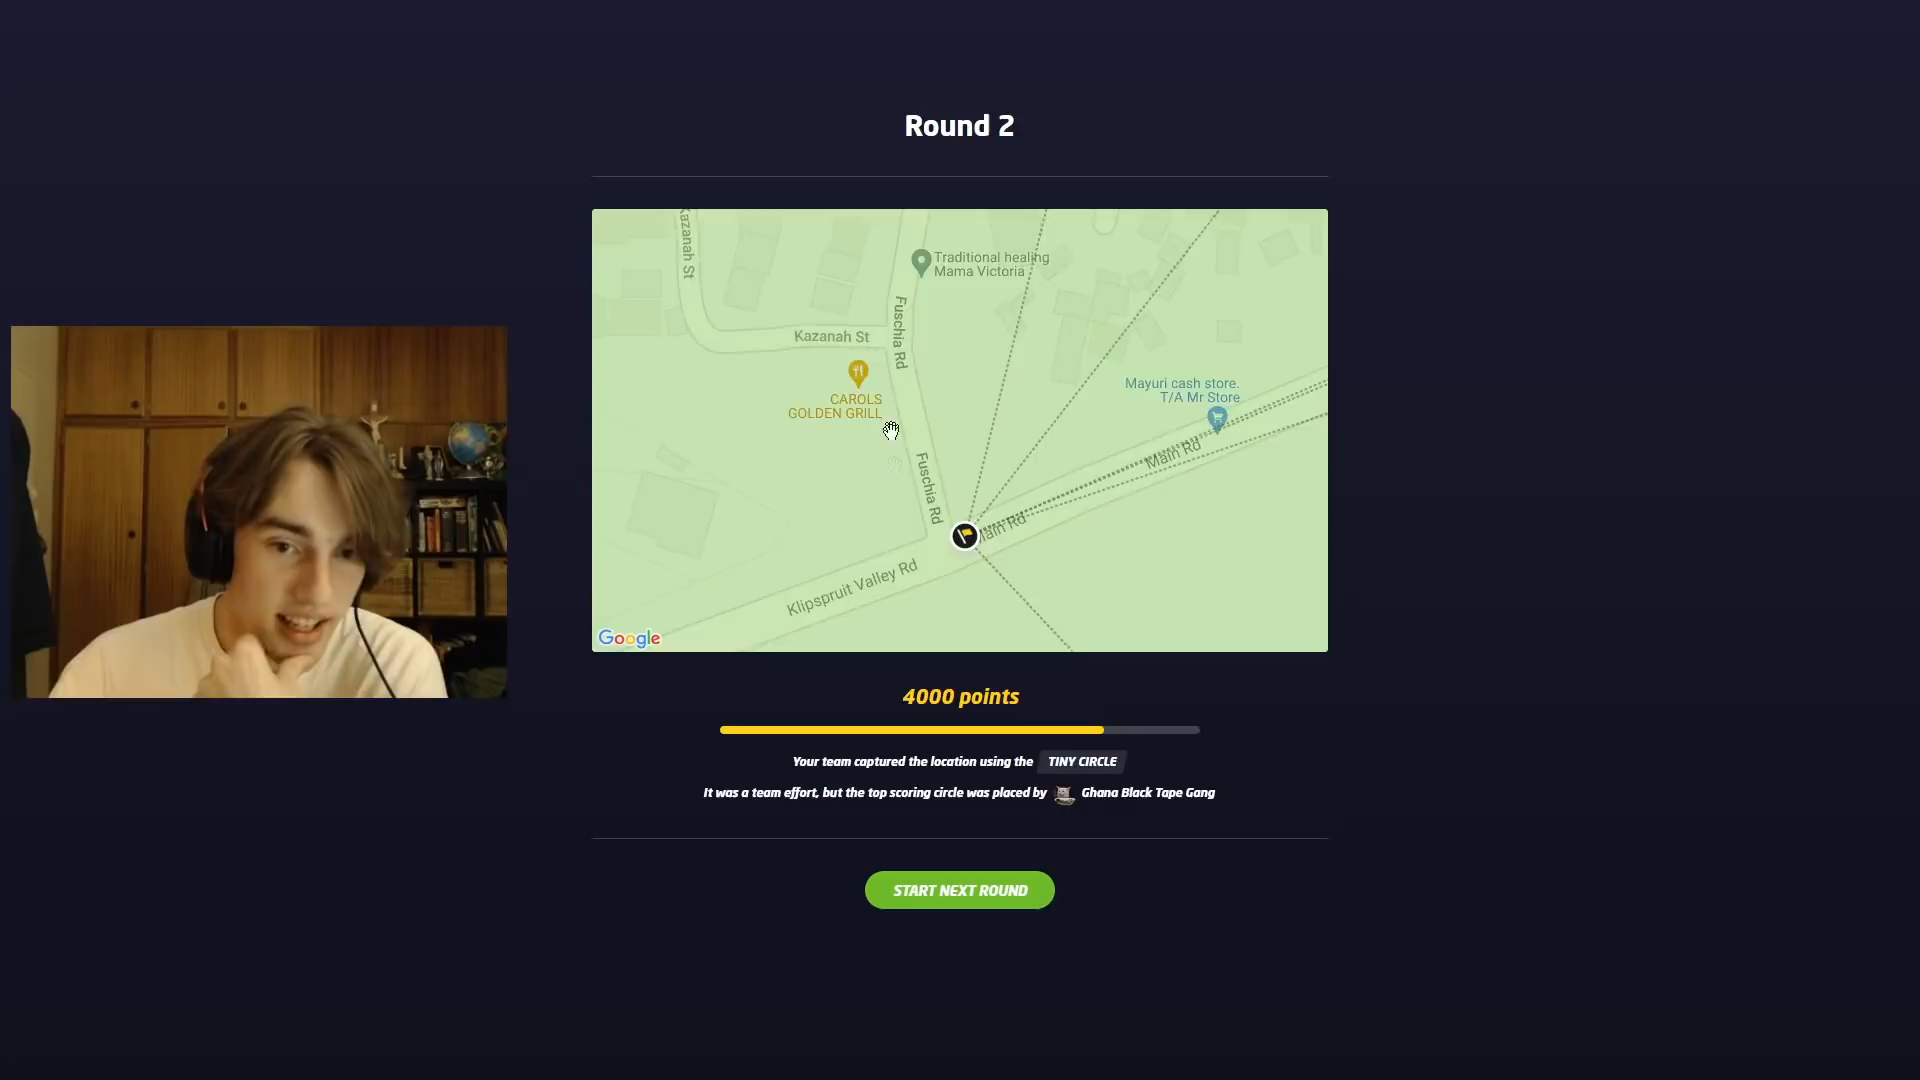 Round 2
Kazanah St
Traditional healing
Mama Victoria
Fuschia Rd
Kazanah St
CAROLS
GOLDEN GRILL
Mayuri cash store.
T/A Mr Store
Main Rd
Fuschia Rd
Main Rd
Klipspruit Valley Rd
Google
4000 points
Your team captured the location using the TINY CIRCLE
It was a team effort, but the top scoring circle was placed by Ghana Black Tape Gang
START NEXT ROUND